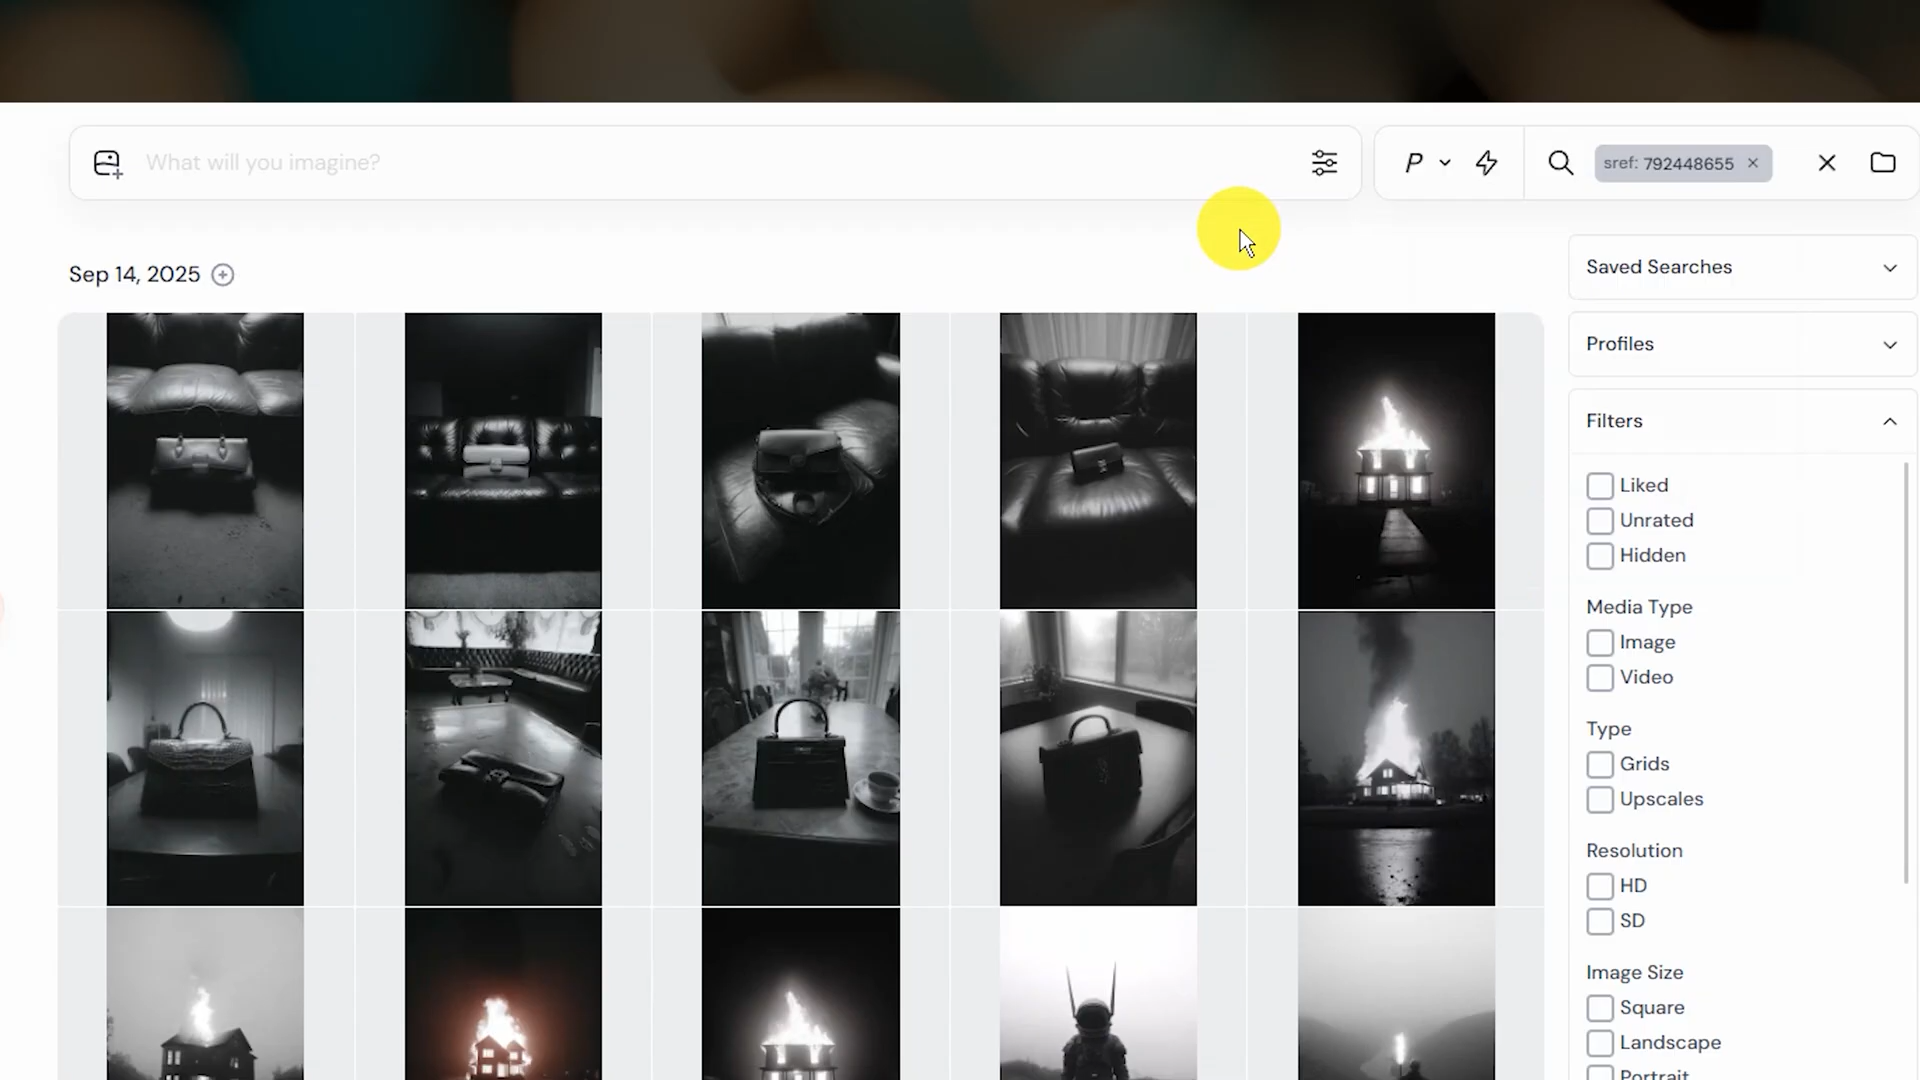 What will you imagine?
P
sref: 792448655
Sep 14, 2025
Saved Searches
Profiles
Filters
Liked
Unrated
Hidden
Media Type
Image
Video
Type
Grids
Upscales
Resolution
HD
SD
Image Size
Square
Landscape
Portrait